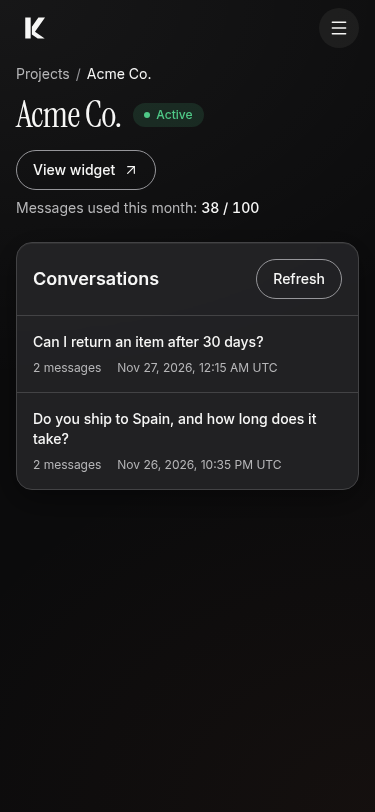 K
Projects / Acme Co.
Acme Co.
Active
View widget
Messages used this month: 38 / 100
Conversations
Refresh
Can I return an item after 30 days?
2 messages Nov 27, 2026, 12:15 AM UTC
Do you ship to Spain, and how long does it
take?
2 messages Nov 26, 2026, 10:35 PM UTC